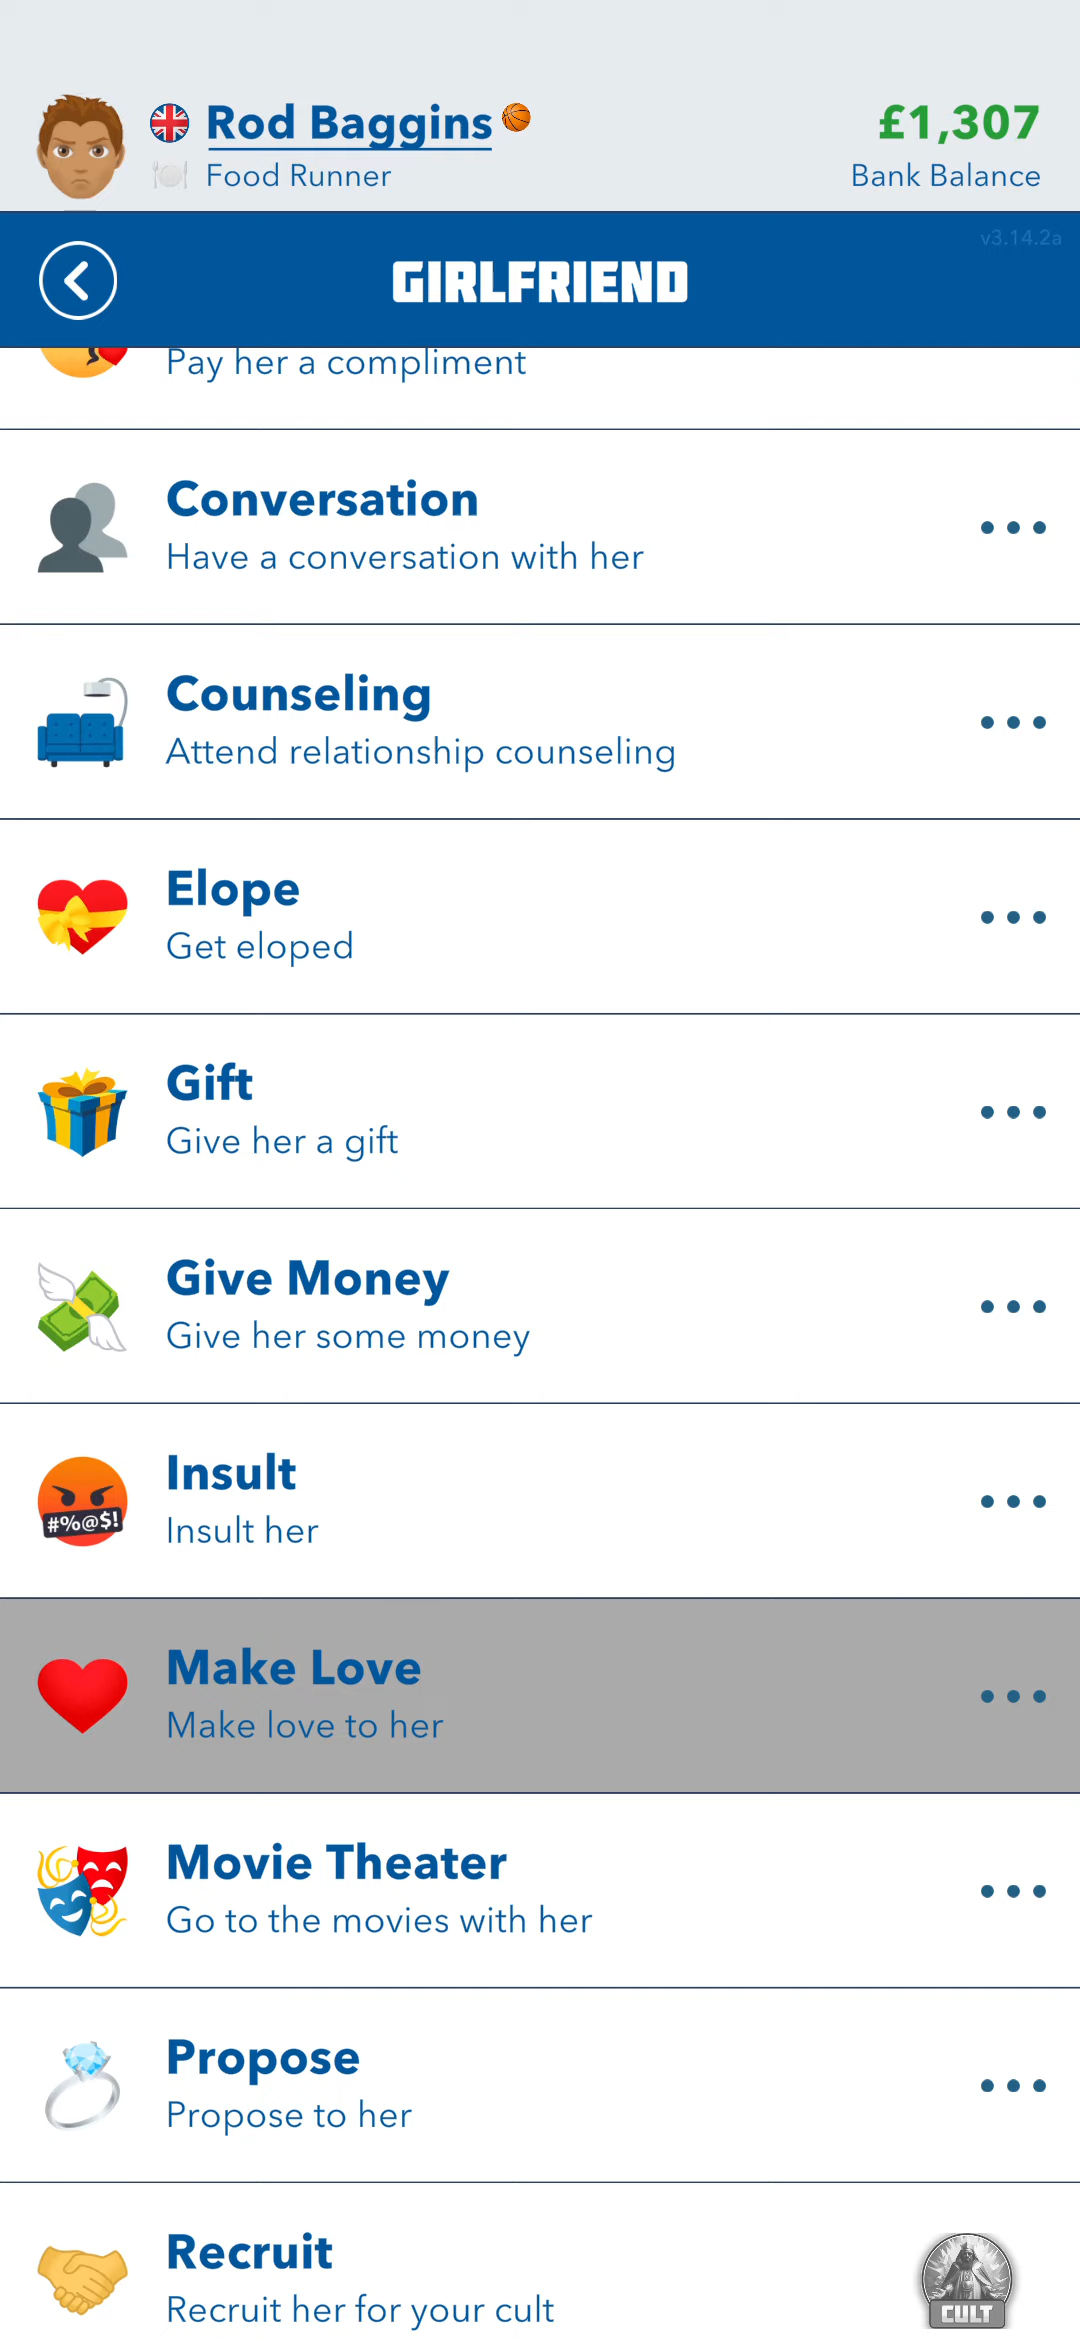 Rod Baggins
£1,307
Food Runner
Bank Balance
v3.14.2a
GIRLFRIEND
Pay her a compliment
Conversation
Have a conversation with her
Counseling
Attend relationship counseling
Elope
Get eloped
Gift
Give her a gift
Give Money
Give her some money
#%@$!
Insult
Insult her
Make Love
Make love to her
Movie Theater
Go to the movies with her
Propose
Propose to her
Recruit
Recruit her for your cult
CULT